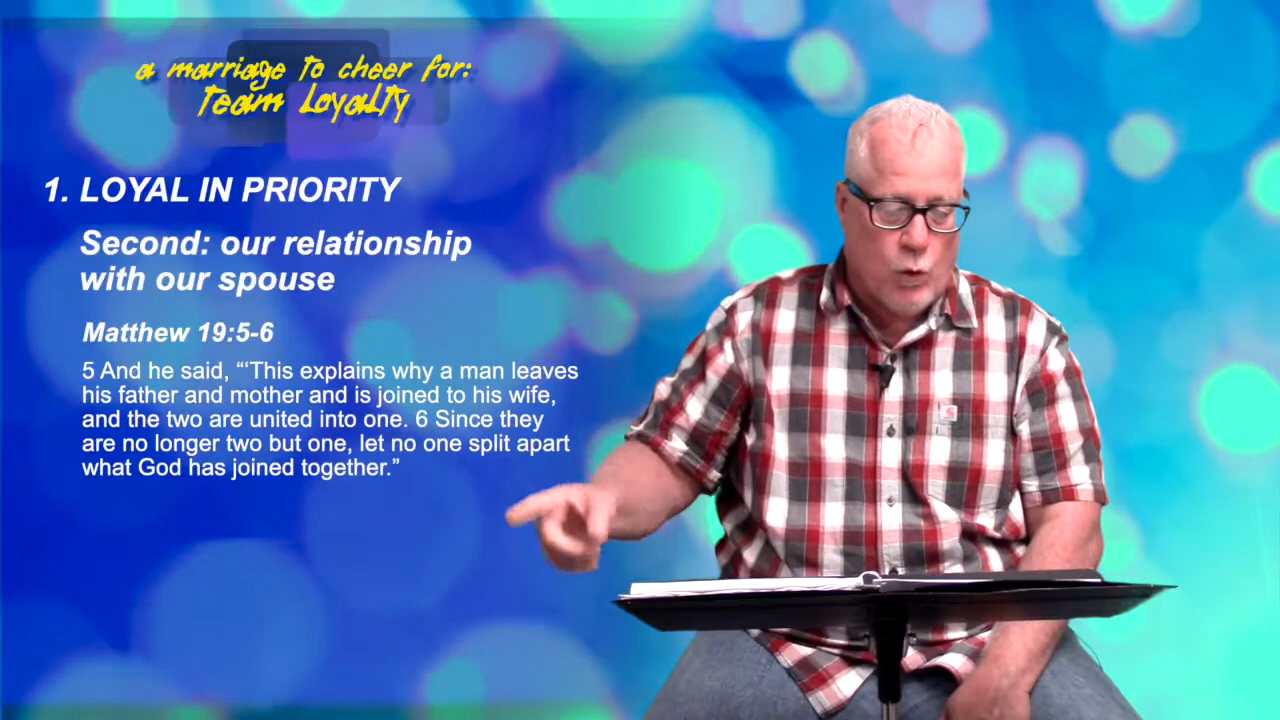 a marriage to cheer for:
Team Loyalty
1. LOYAL IN PRIORITY
Second: our relationship
with our spouse
Matthew 19:5-6
5 And he said, “‘This explains why a man leaves
his father and mother and is joined to his wife,
and the two are united into one. 6 Since they
are no longer two but one, let no one split apart
what God has joined together.”